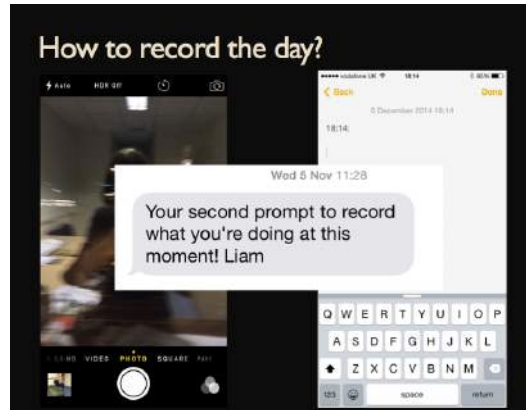 How to record the day?
Auto HDR Off
vodafone UK 18:14
Back Done
6 December 2014 18:14
18:14:
Wed 5 Nov 11:28
Your second prompt to record
what you're doing at this
moment! Liam
VIDEO PHOTO SQUARE
Q W E R T Y U I O P
A S D F G H J K L
Z X C V B N M
123 space return